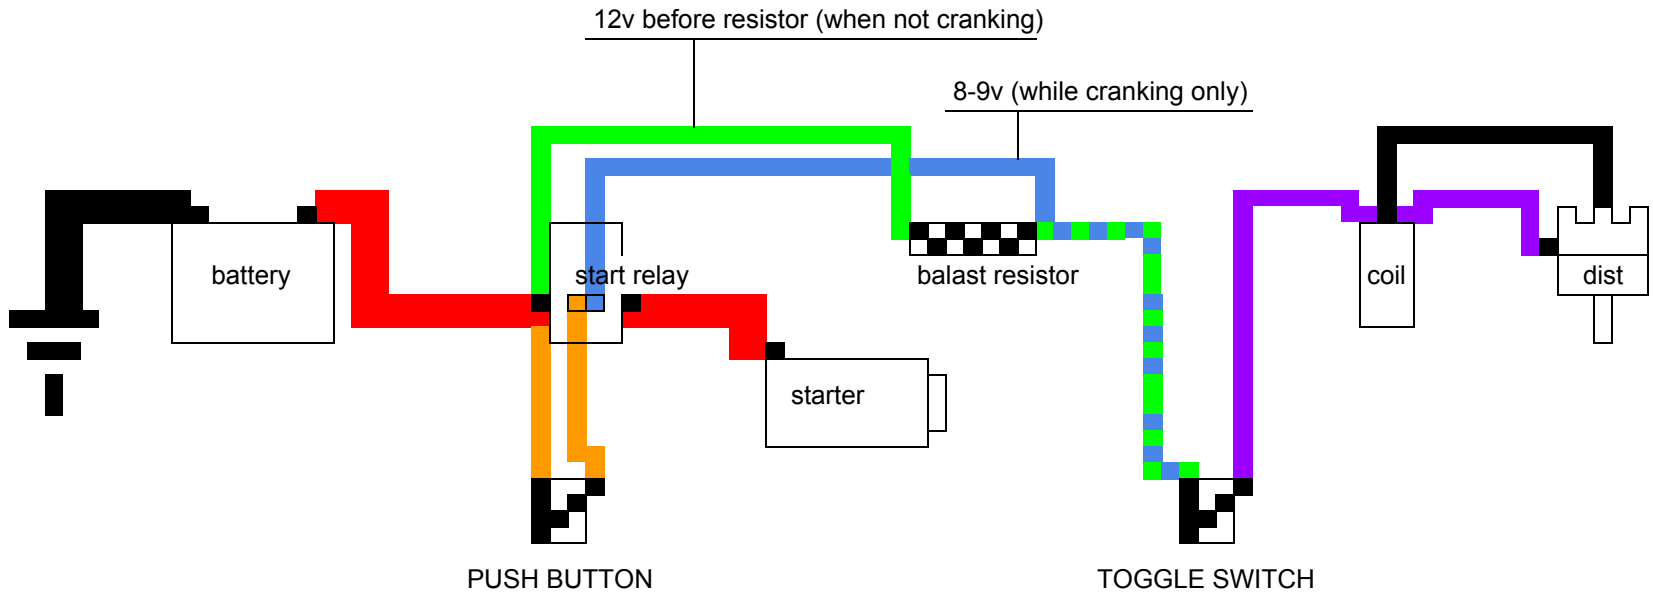 12v before resistor (when not cranking)
8-9v (while cranking only)
battery
start relay
balast resistor
coil
dist
starter
PUSH BUTTON
TOGGLE SWITCH